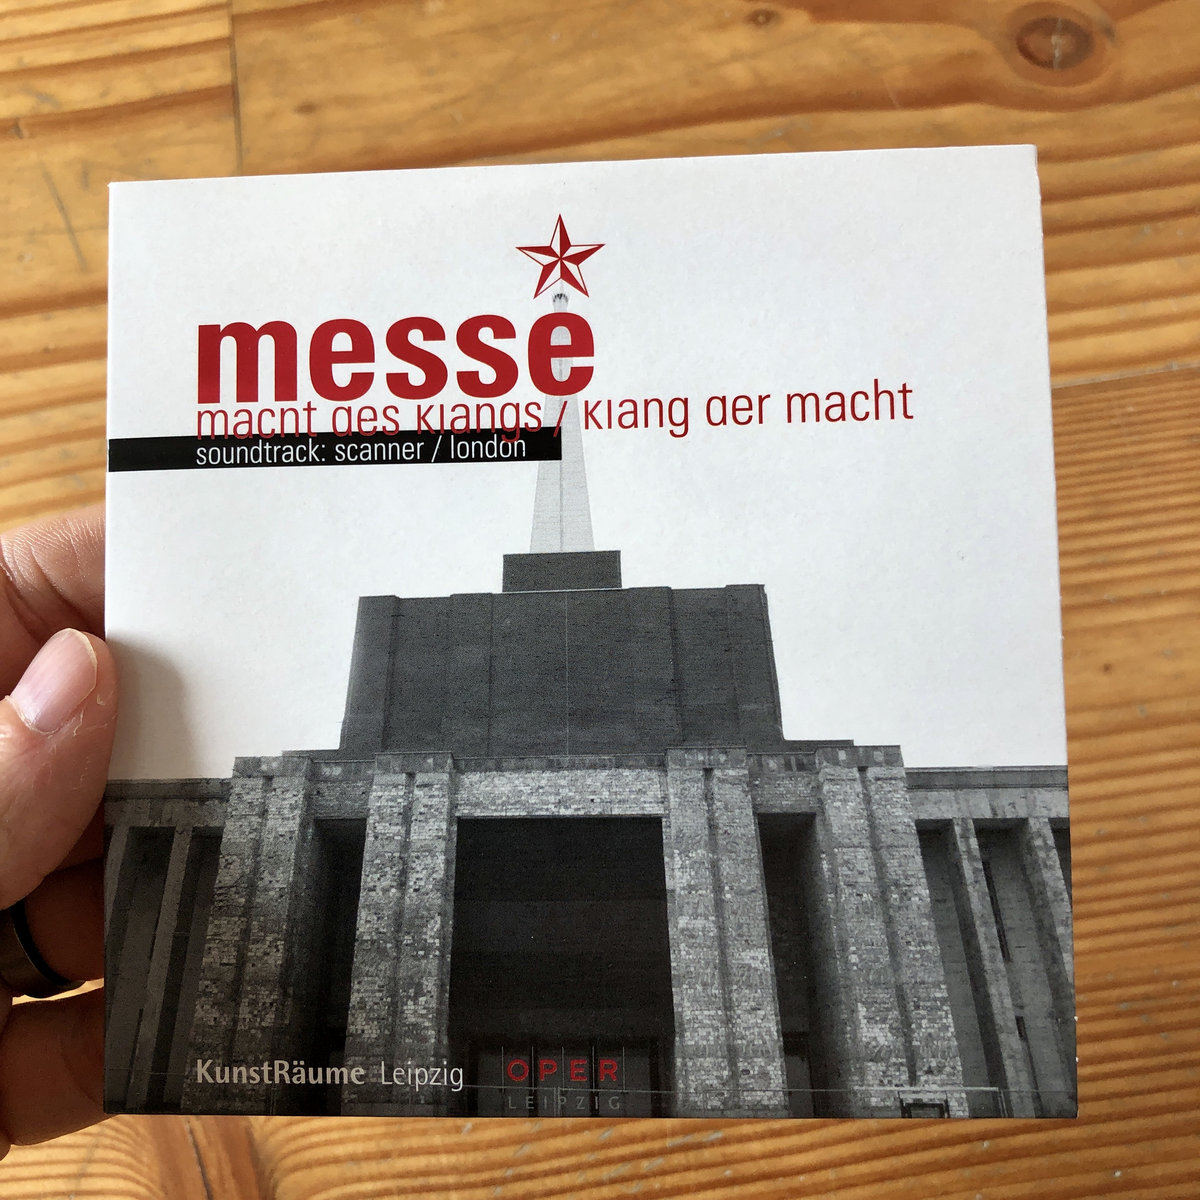 messe
macht des klangs / klang der macht
soundtrack: scanner / london
KunstRäume Leipzig
OPER
LEIPZIG